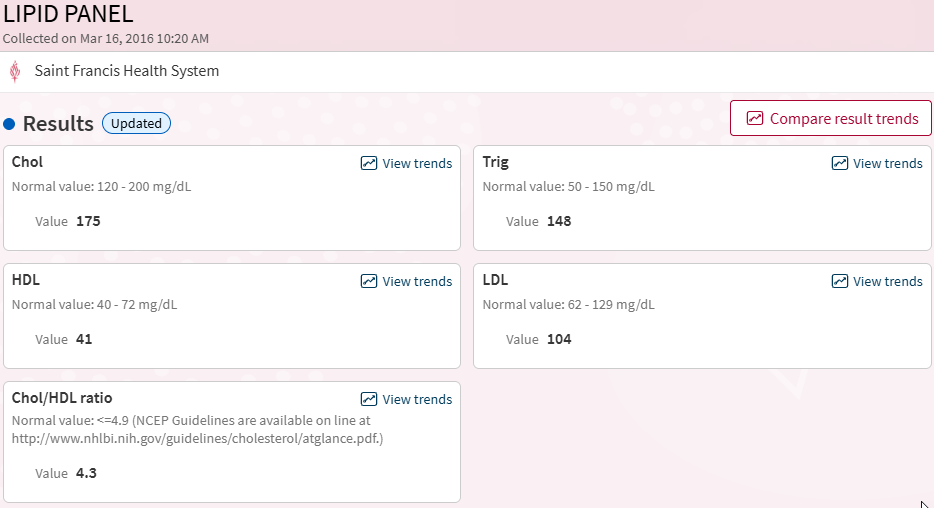 LIPID PANEL
Collected on Mar 16, 2016 10:20 AM
Saint Francis Health System
Results Updated
Compare result trends
Chol View trends
Normal value: 120 - 200 mg/dL
Value 175
Trig View trends
Normal value: 50 - 150 mg/dL
Value 148
HDL View trends
Normal value: 40 - 72 mg/dL
Value 41
LDL View trends
Normal value: 62 - 129 mg/dL
Value 104
Chol/HDL ratio View trends
Normal value: <=4.9 (NCEP Guidelines are available on line at
http://www.nhlbi.nih.gov/guidelines/cholesterol/atglance.pdf.)
Value 4.3